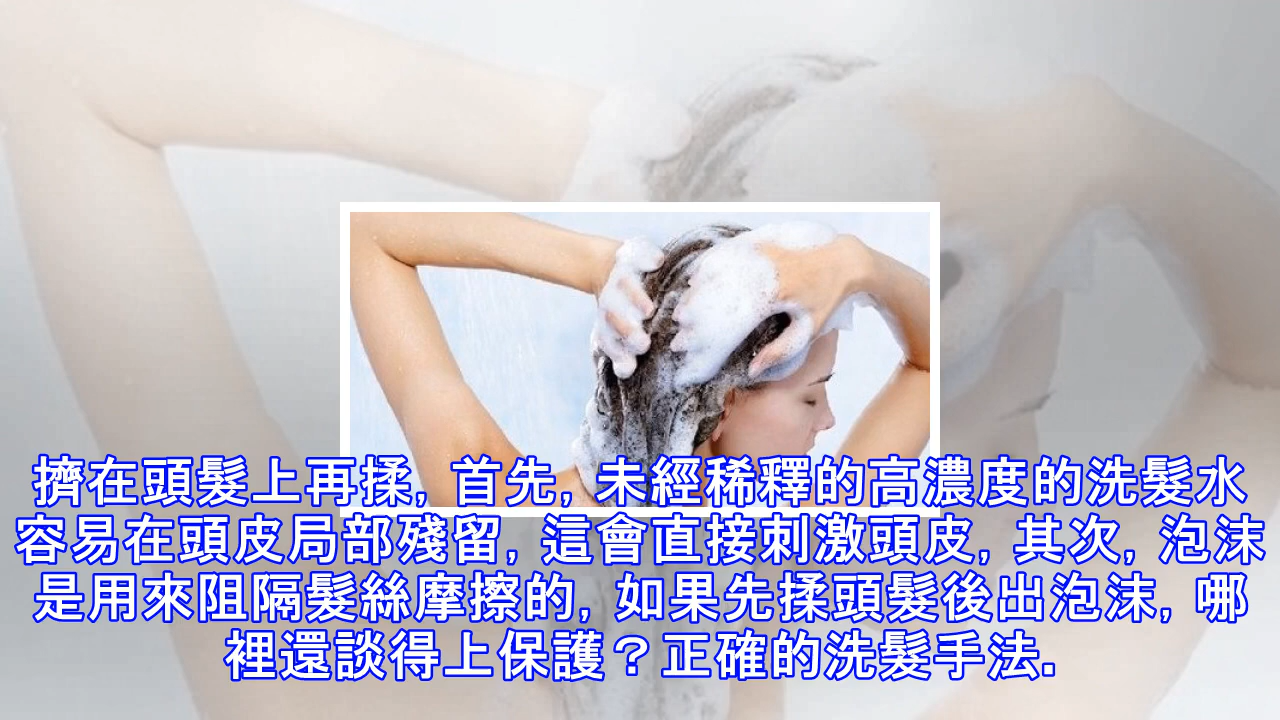 擠在頭髮上再揉, 首先, 未經稀釋的高濃度的洗髮水
容易在頭皮局部殘留, 這會直接刺激頭皮, 其次, 泡沫
是用來阻隔髮絲摩擦的, 如果先揉頭髮後出泡沫, 哪
裡還談得上保護？正確的洗髮手法.